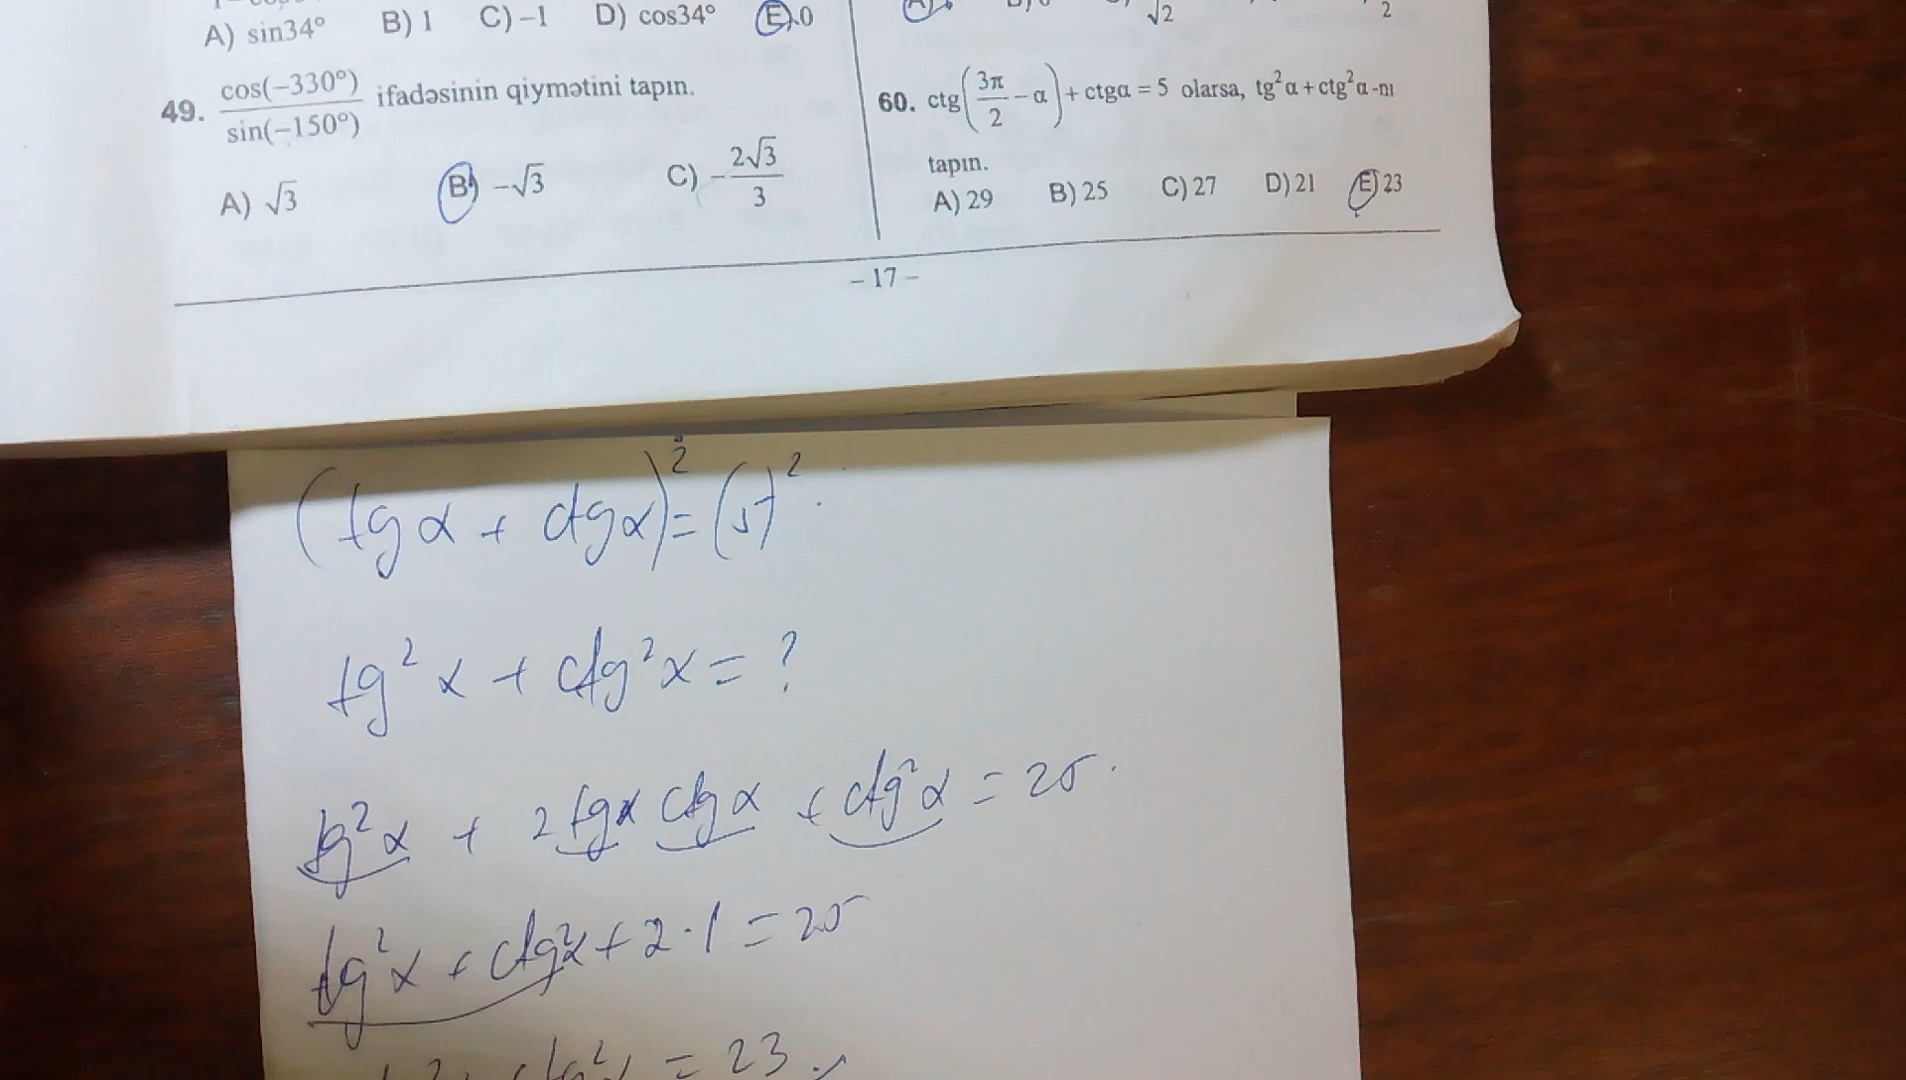 A) sin34° B) 1 C) –1 D) cos34° E) 0
49. cos(–330°)/sin(–150°) ifadəsinin qiymətini tapın.
A) √3 B) –√3 C) –2√3/3
√2
2
60. ctg(3π/2 – α) + ctgα = 5 olarsa, tg²α + ctg²α-nı
tapın.
A) 29 B) 25 C) 27 D) 21 E) 23
– 17 –
(tgα + ctgα)² = (5)²
tg²α + ctg²α = ?
tg²α + 2tgα ctgα + ctg²α = 25.
tg²α + ctg²α + 2·1 = 25
= 23